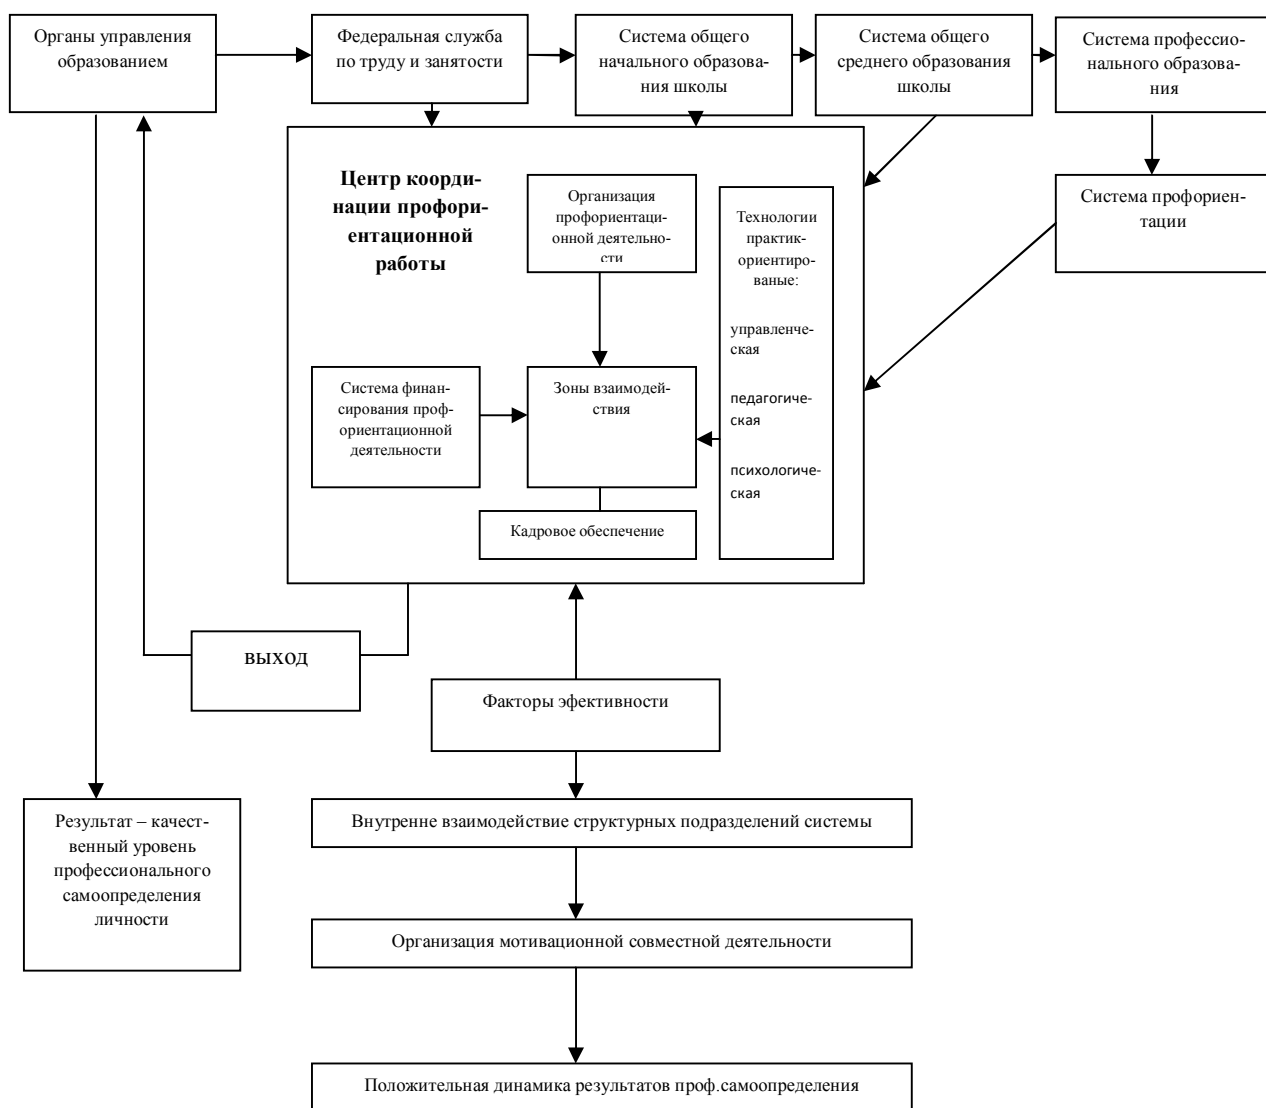 Органы управления
образованием
Федеральная служба
по труду и занятости
Система общего
начального образова-
ния школы
Система общего
среднего образования
школы
Система профессио-
нального образова-
ния
Система профориен-
тации
Центр коорди-
нации профори-
ентационной
работы
Организация
профориентаци-
онной деятельно-
сти
Технологии
практик-
ориентиро-
ваные:
управленче-
ская
педагогиче-
ская
психологиче-
ская
Система финан-
сирования проф-
ориентационной
деятельности
Зоны взаимодей-
ствия
Кадровое обеспечение
выход
Факторы эфективности
Результат – качест-
венный уровень
профессионального
самоопределения
личности
Внутренне взаимодействие структурных подразделений системы
Организация мотивационной совместной деятельности
Положительная динамика результатов проф.самоопределения